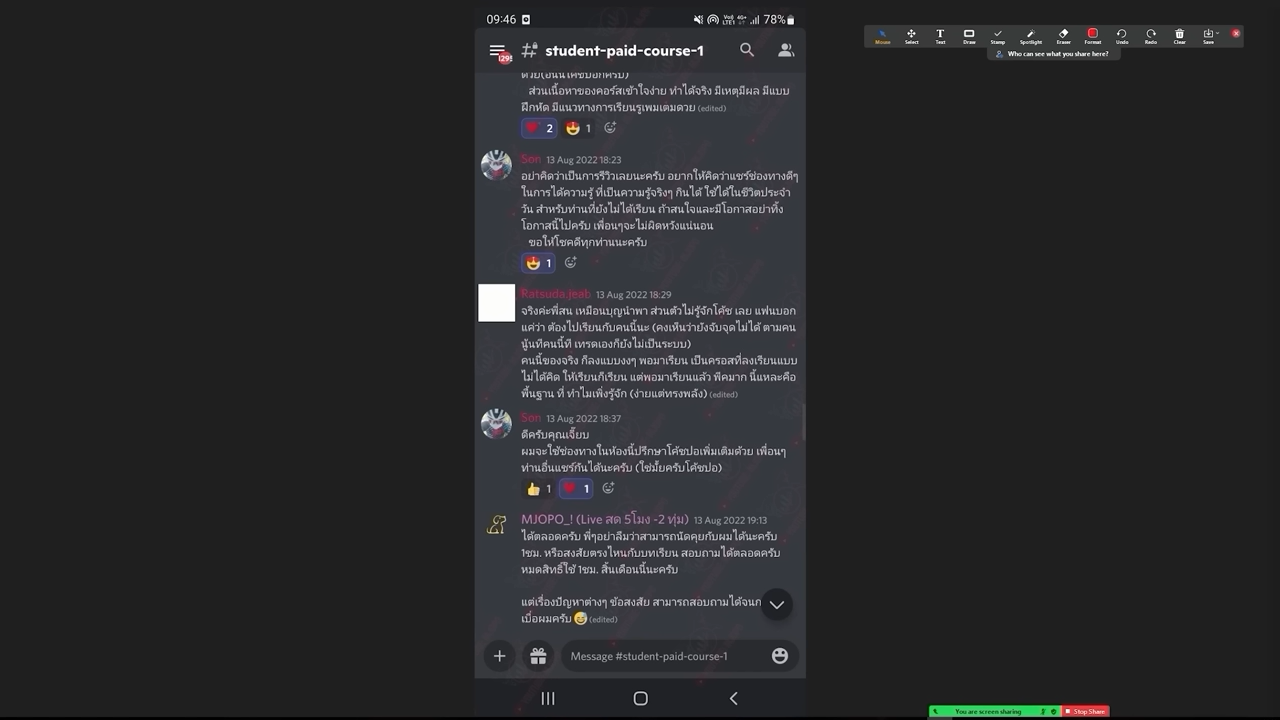 09:46
VoLTE1 4G+ 78%
Mouse Select Text Draw Stamp Spotlight Eraser Format Undo Redo Clear Save
Who can see what you share here?
student-paid-course-1
ด้วย(อันนี้โค้ชบอกครับ)
ส่วนเนื้อหาของคอร์สเข้าใจง่าย ทำได้จริง มีเหตุมีผล มีแบบ
ฝึกหัด มีแนวทางการเรียนรู้เพิ่มเติมด้วย (edited)
2 1
Son 13 Aug 2022 18:23
อย่าคิดว่าเป็นการรีวิวเลยนะครับ อยากให้คิดว่าแชร์ช่องทางดีๆ
ในการได้ความรู้ ที่เป็นความรู้จริงๆ กินได้ ใช้ได้ในชีวิตประจำ
วัน สำหรับท่านที่ยังไม่ได้เรียน ถ้าสนใจและมีโอกาสอย่าทิ้ง
โอกาสนี้ไปครับ เพื่อนๆจะไม่ผิดหวังแน่นอน
ขอให้โชคดีทุกท่านนะครับ
1
Ratsuda.jeab 13 Aug 2022 18:29
จริงค่ะพี่สน เหมือนบุญนำพา ส่วนตัวไม่รู้จักโค้ช เลย แฟนบอก
แค่ว่า ต้องไปเรียนกับคนนี้นะ (คงเห็นว่ายังจับจุดไม่ได้ ตามคน
นู้นทีคนนี้ที เทรดเองก็ยังไม่เป็นระบบ)
คนนี้ของจริง ก็ลงแบบงงๆ พอมาเรียน เป็นครอสที่ลงเรียนแบบ
ไม่ได้คิด ให้เรียนก็เรียน แต่พอมาเรียนแล้ว พีคมาก นี้แหละคือ
พื้นฐาน ที่ ทำไมเพิ่งรู้จัก (ง่ายแต่ทรงพลัง) (edited)
Son 13 Aug 2022 18:37
ดีครับคุณเจี๊ยบ
ผมจะใช้ช่องทางในห้องนี้ปรึกษาโค้ชปอเพิ่มเติมด้วย เพื่อนๆ
ท่านอื่นแชร์กันได้นะครับ (ใช่มั้ยครับโค้ชปอ)
1 1
MJOPO_! (Live สด 5โมง -2 ทุ่ม) 13 Aug 2022 19:13
ได้ตลอดครับ พี่ๆอย่าลืมว่าสามารถนัดคุยกับผมได้นะครับ
1ชม. หรือสงสัยตรงไหนกับบทเรียน สอบถามได้ตลอดครับ
หมดสิทธิ์ใช้ 1ชม. สิ้นเดือนนี้นะครับ
แต่เรื่องปัญหาต่างๆ ข้อสงสัย สามารถสอบถามได้จนก
เบื่อผมครับ (edited)
Message #student-paid-course-1
You are screen sharing Stop Share